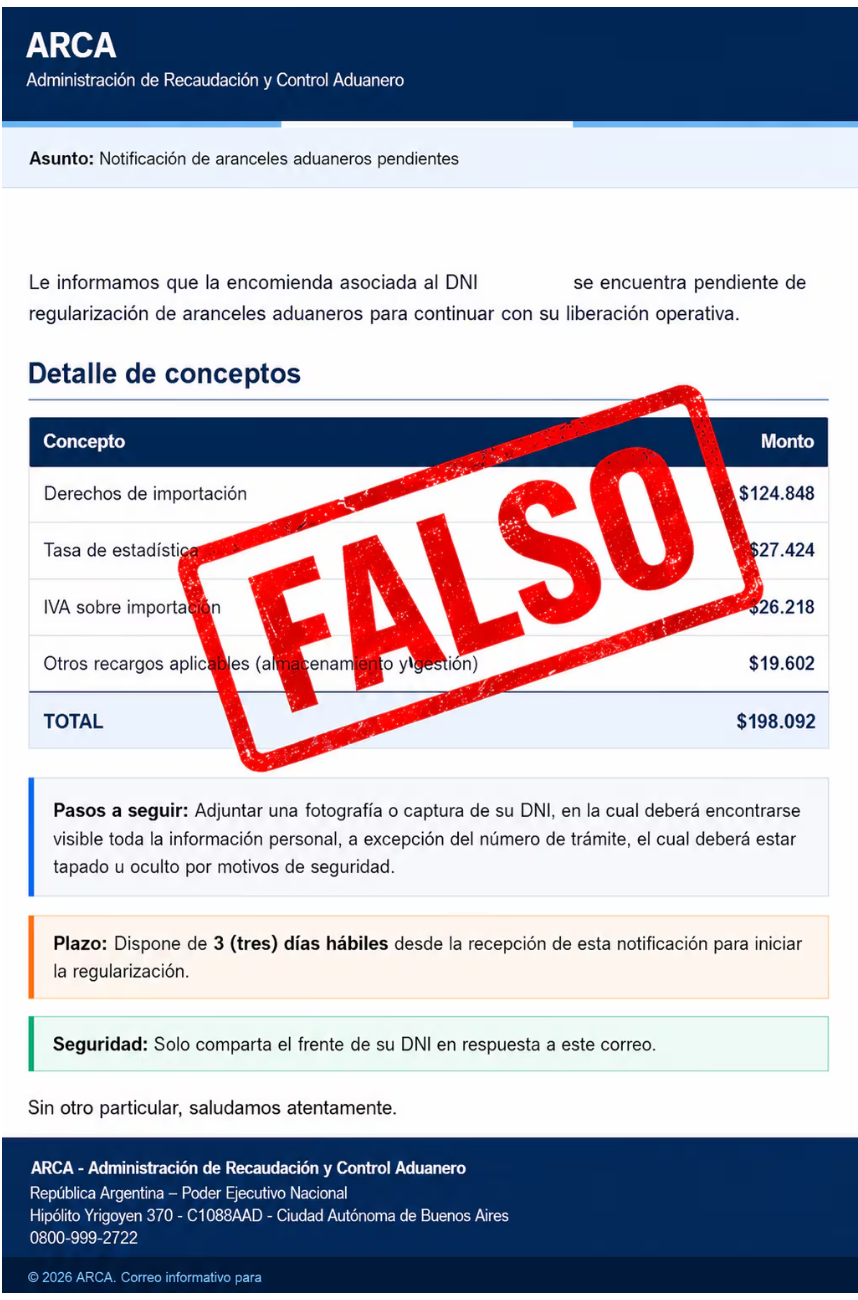 ARCA
Administración de Recaudación y Control Aduanero
Asunto: Notificación de aranceles aduaneros pendientes
Le informamos que la encomienda asociada al DNI se encuentra pendiente de
regularización de aranceles aduaneros para continuar con su liberación operativa.
Detalle de conceptos
Concepto Monto
Derechos de importación $124.848
Tasa de estadística $27.424
IVA sobre importación $26.218
Otros recargos aplicables (almacenamiento y gestión) $19.602
TOTAL $198.092
FALSO
Pasos a seguir: Adjuntar una fotografía o captura de su DNI, en la cual deberá encontrarse
visible toda la información personal, a excepción del número de trámite, el cual deberá estar
tapado u oculto por motivos de seguridad.
Plazo: Dispone de 3 (tres) días hábiles desde la recepción de esta notificación para iniciar
la regularización.
Seguridad: Solo comparta el frente de su DNI en respuesta a este correo.
Sin otro particular, saludamos atentamente.
ARCA - Administración de Recaudación y Control Aduanero
República Argentina – Poder Ejecutivo Nacional
Hipólito Yrigoyen 370 - C1088AAD - Ciudad Autónoma de Buenos Aires
0800-999-2722
© 2026 ARCA. Correo informativo para